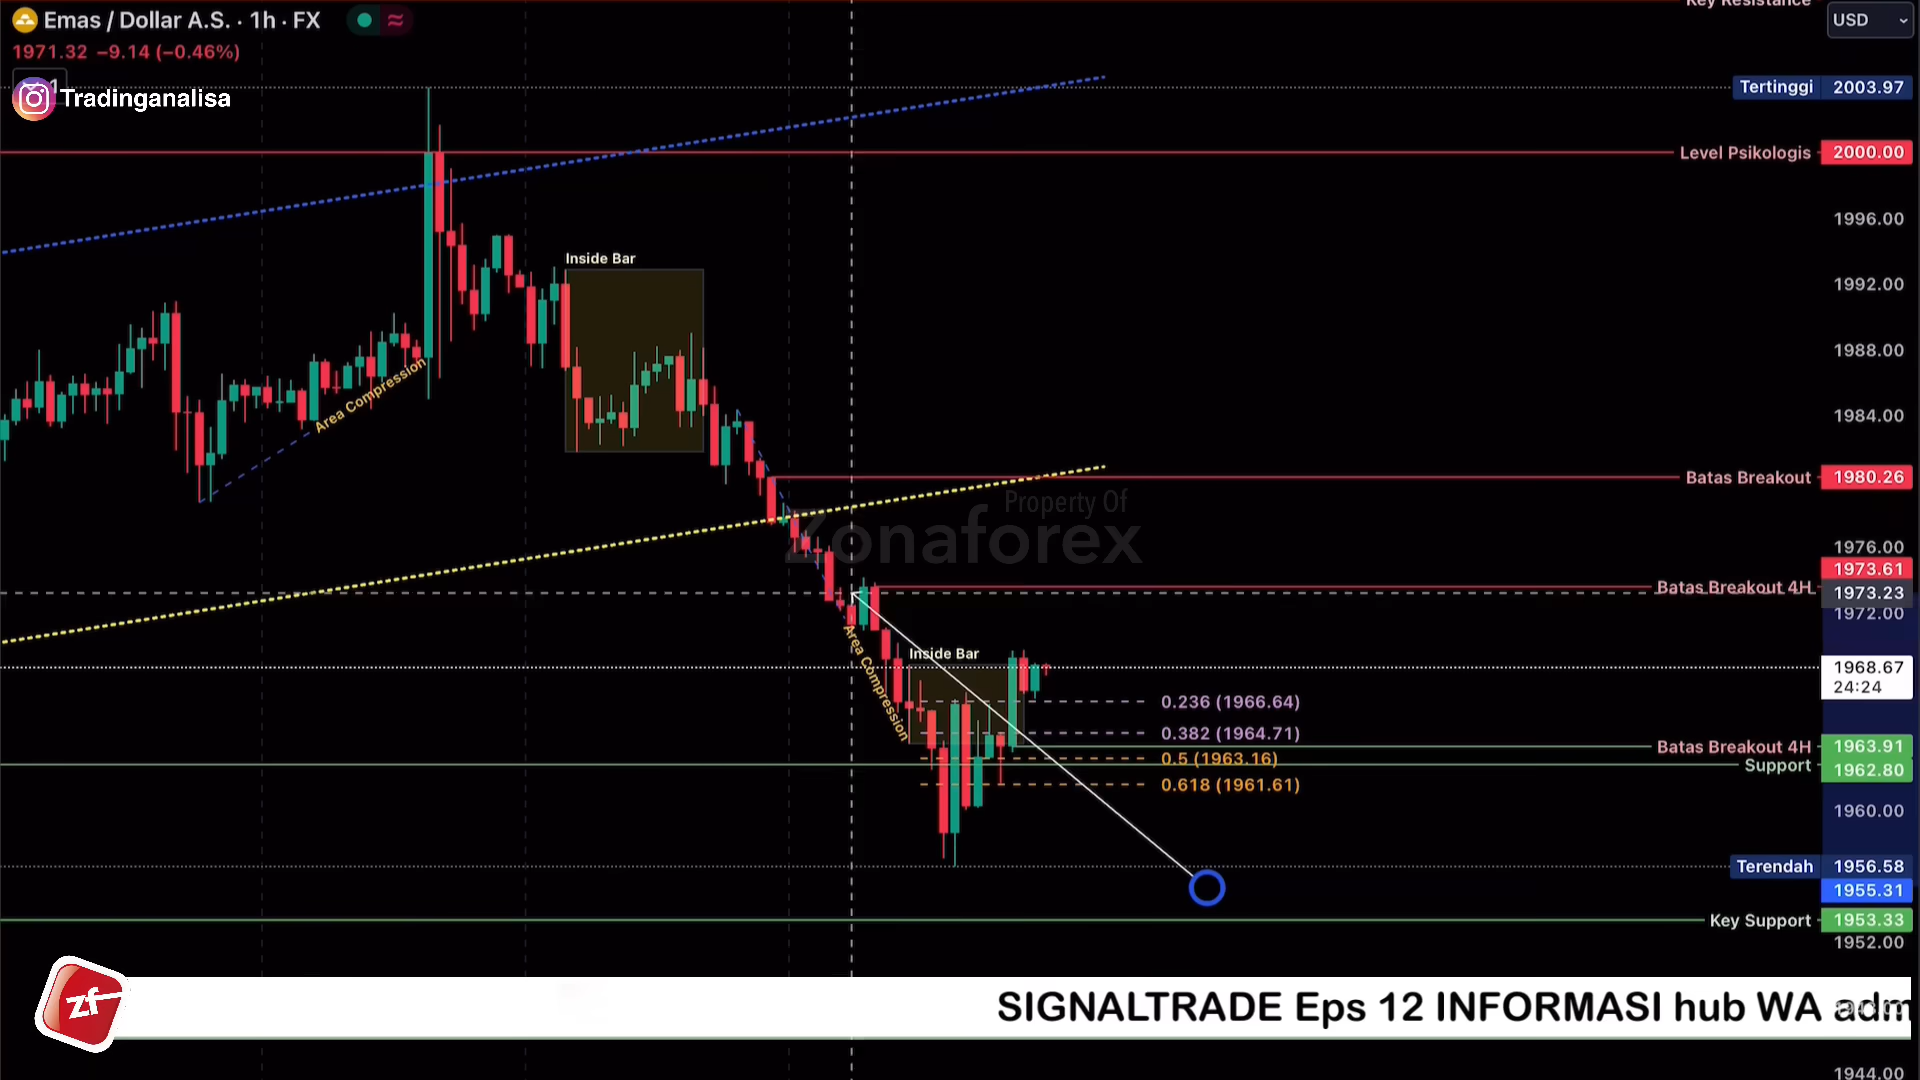 Key Resistance
Emas / Dollar A.S. · 1h · FX
USD
1971.32 −9.14 (−0.46%)
Tradinganalisa
Tertinggi 2003.97
Level Psikologis 2000.00
1996.00
Inside Bar
1992.00
1988.00
Area Compression
1984.00
Batas Breakout 1980.26
Property Of
Zonaforex
1976.00
1973.61
Batas Breakout 4H 1973.23
1972.00
Area Compression
Inside Bar
1968.67
24:24
0.236 (1966.64)
0.382 (1964.71)
Batas Breakout 4H 1963.91
0.5 (1963.16)
Support 1962.80
0.618 (1961.61)
1960.00
Terendah 1956.58
1955.31
Key Support 1953.33
1952.00
zf
SIGNALTRADE Eps 12 INFORMASI hub WA adm
1944.00